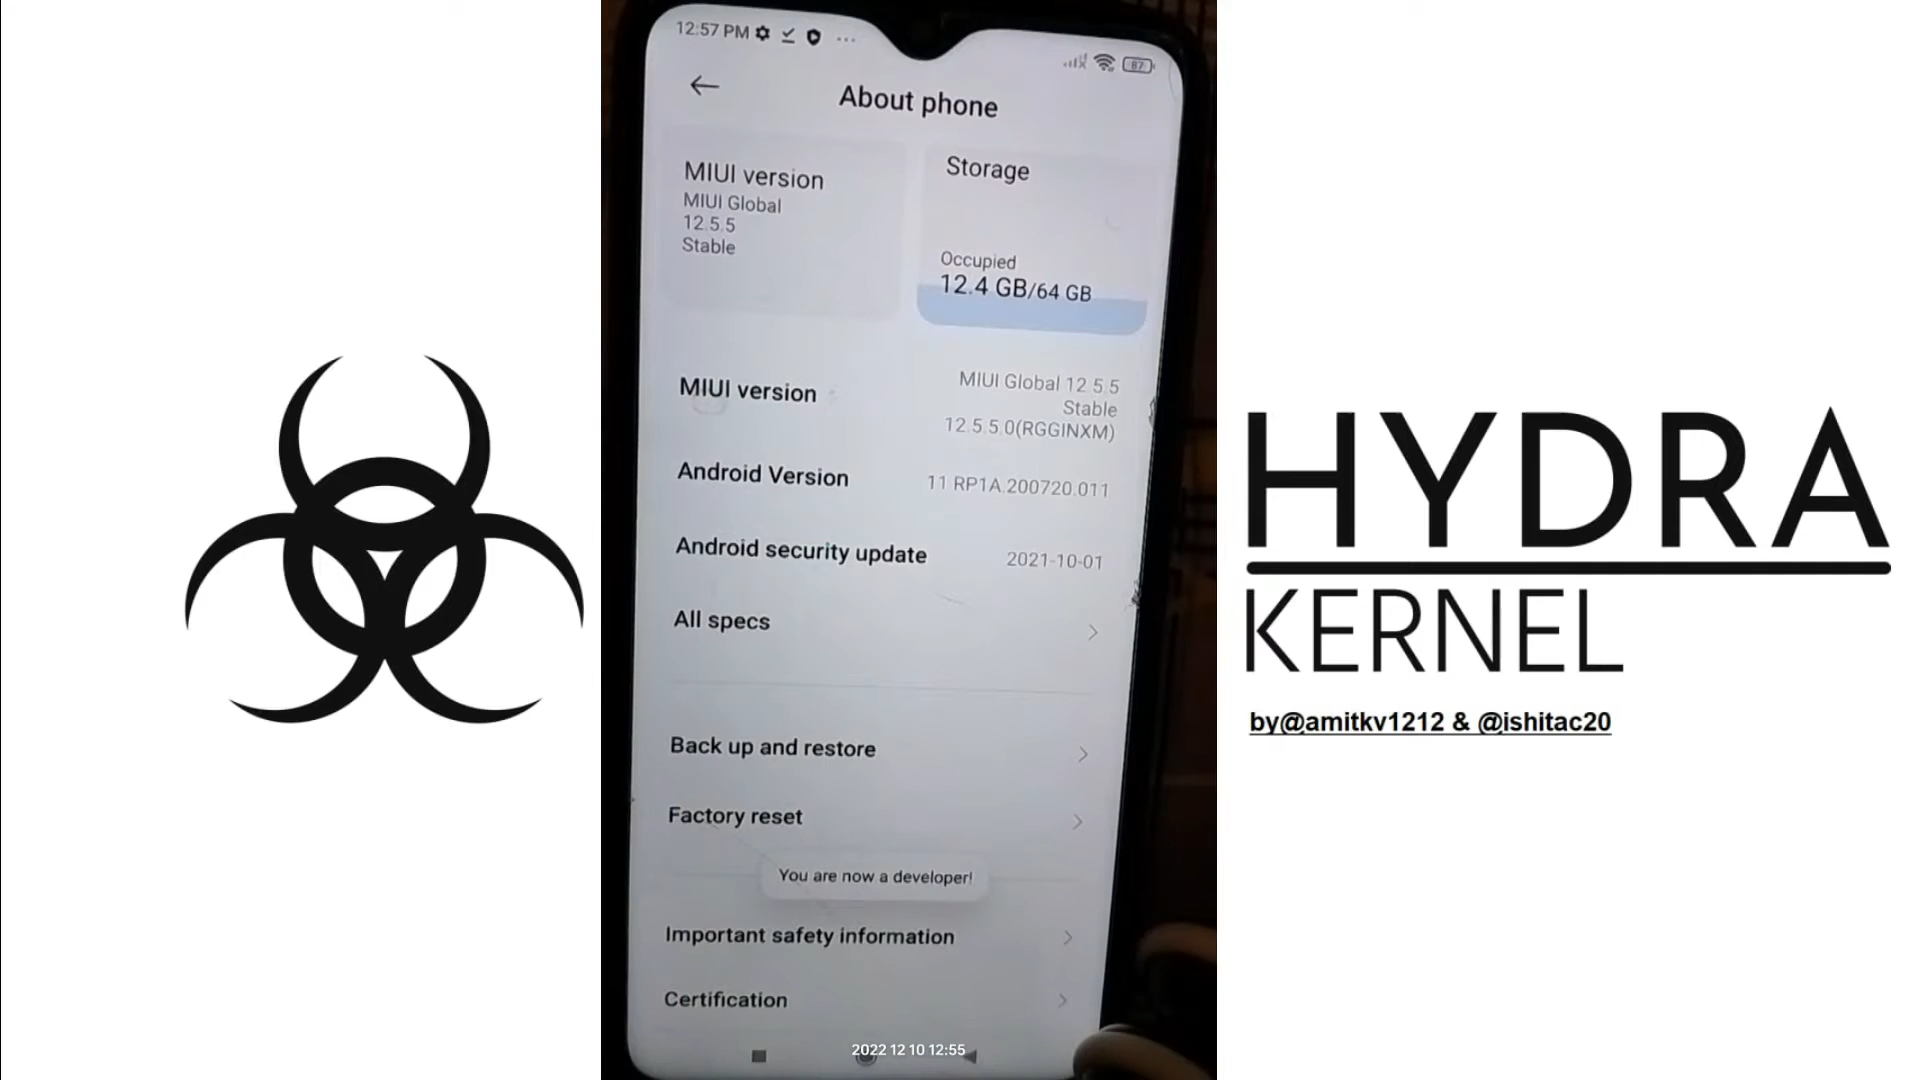 12:57 PM
87
About phone
MIUI version
MIUI Global
12.5.5
Stable
Storage
Occupied
12.4 GB/64 GB
MIUI version
MIUI Global 12.5.5
Stable
12.5.5.0(RGGINXM)
Android Version
11 RP1A.200720.011
Android security update
2021-10-01
All specs
Back up and restore
Factory reset
You are now a developer!
Important safety information
Certification
2022 12 10 12:55
HYDRA
KERNEL
by@amitkv1212 & @ishitac20